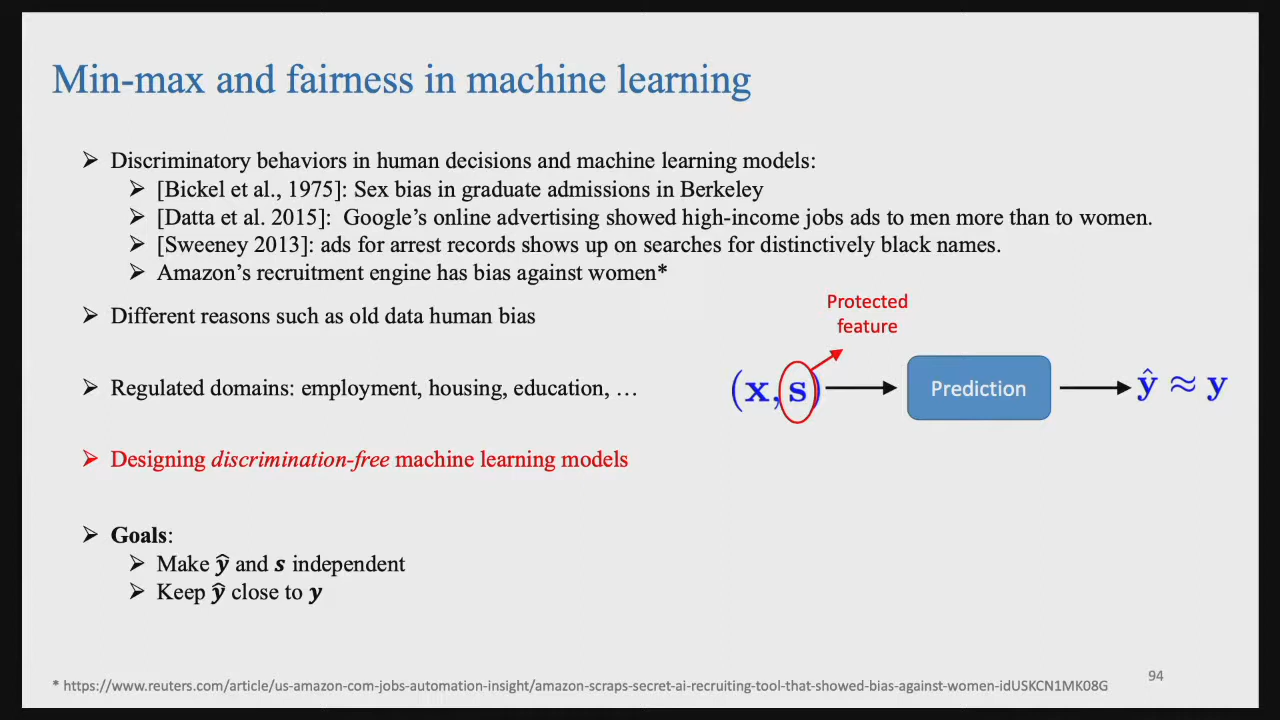 Min-max and fairness in machine learning
➢ Discriminatory behaviors in human decisions and machine learning models:
➢ [Bickel et al., 1975]: Sex bias in graduate admissions in Berkeley
➢ [Datta et al. 2015]:  Google's online advertising showed high-income jobs ads to men more than to women.
➢ [Sweeney 2013]: ads for arrest records shows up on searches for distinctively black names.
➢ Amazon's recruitment engine has bias against women*
➢ Different reasons such as old data human bias
Protected
feature
➢ Regulated domains: employment, housing, education, …
(x, s)
Prediction
ŷ ≈ y
➢ Designing discrimination-free machine learning models
➢ Goals:
➢ Make ŷ and s independent
➢ Keep ŷ close to y
* https://www.reuters.com/article/us-amazon-com-jobs-automation-insight/amazon-scraps-secret-ai-recruiting-tool-that-showed-bias-against-women-idUSKCN1MK08G
94